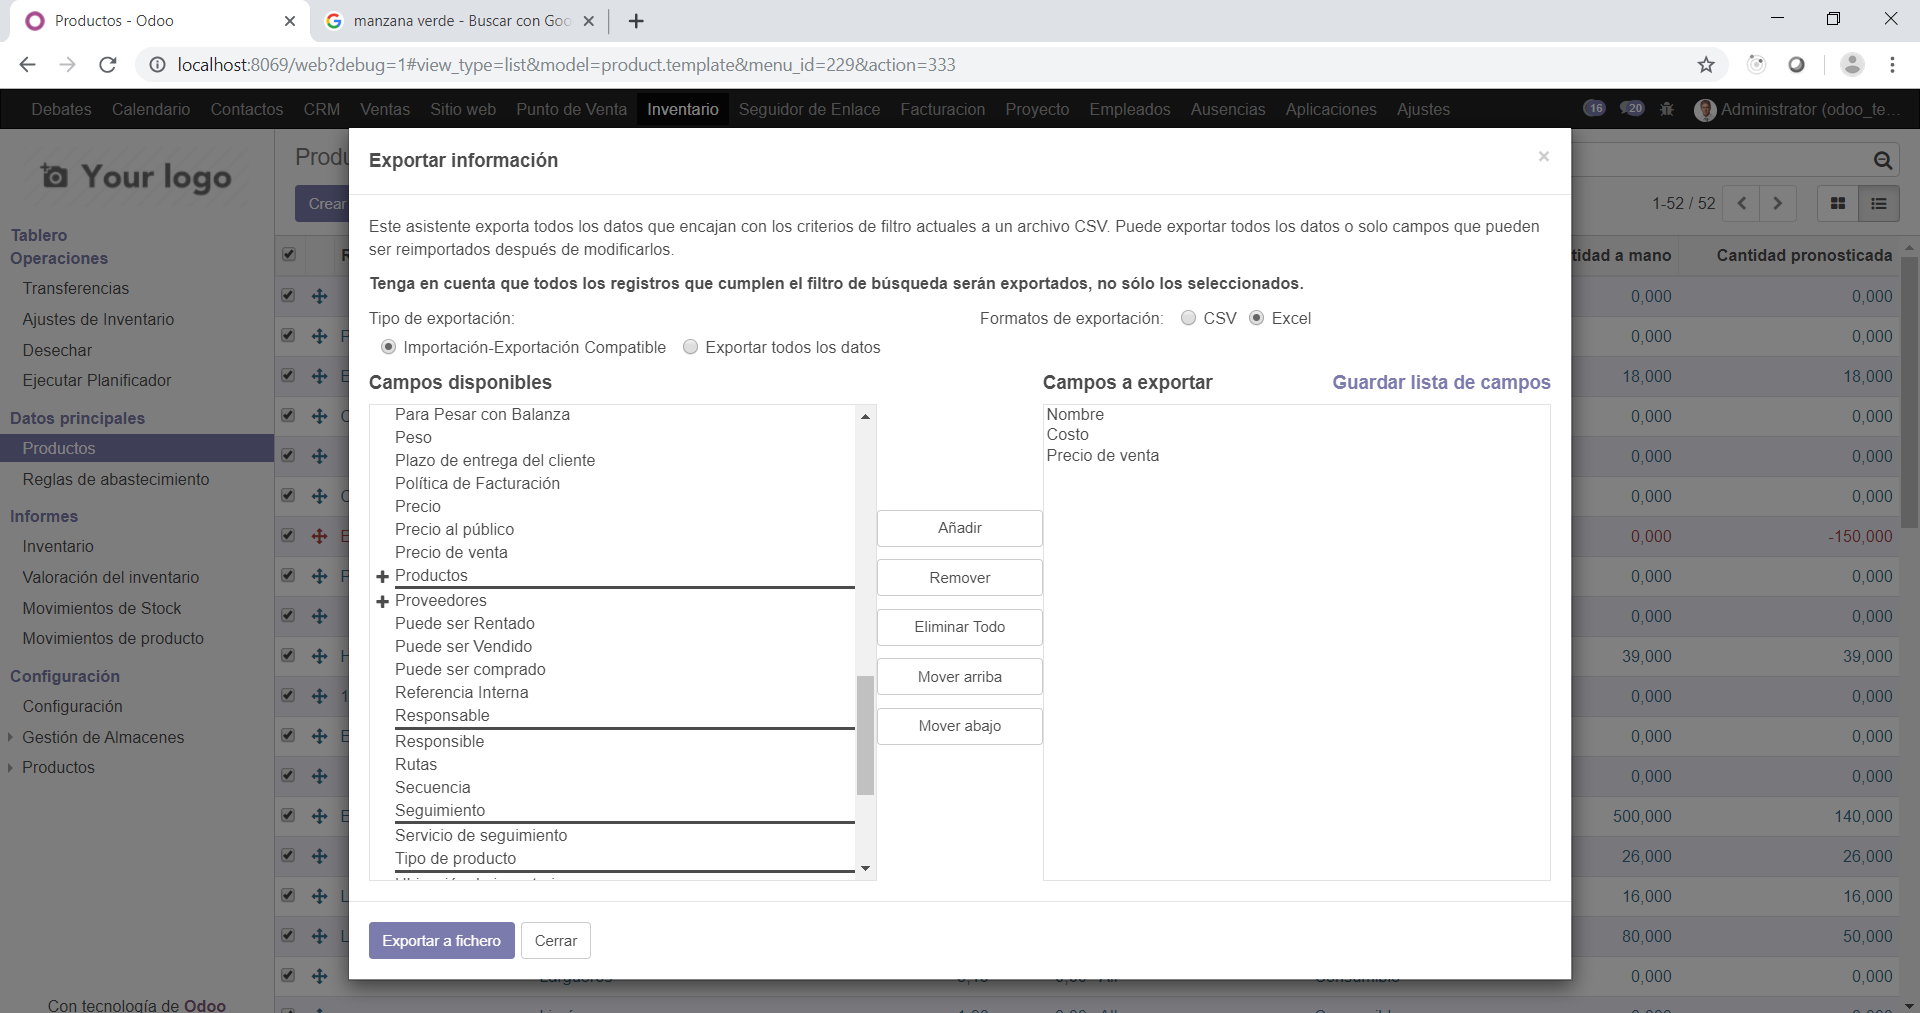 Productos - Odoo
manzana verde - Buscar con Goo
localhost:8069/web?debug=1#view_type=list&model=product.template&menu_id=229&action=333
Debates Calendario Contactos CRM Ventas Sitio web Punto de Venta Inventario Seguidor de Enlace Facturacion Proyecto Empleados Ausencias Aplicaciones Ajustes 16 20 Administrator (odoo_te...
Your logo
Tablero
Operaciones
Transferencias
Ajustes de Inventario
Desechar
Ejecutar Planificador
Datos principales
Productos
Reglas de abastecimiento
Informes
Inventario
Valoración del inventario
Movimientos de Stock
Movimientos de producto
Configuración
Configuración
Gestión de Almacenes
Productos
Con tecnología de Odoo
Crear
1-52 / 52
Exportar información
×
Este asistente exporta todos los datos que encajan con los criterios de filtro actuales a un archivo CSV. Puede exportar todos los datos o solo campos que pueden
ser reimportados después de modificarlos.
Tenga en cuenta que todos los registros que cumplen el filtro de búsqueda serán exportados, no sólo los seleccionados.
Tipo de exportación:
Importación-Exportación Compatible Exportar todos los datos
Formatos de exportación: CSV Excel
Campos disponibles
Para Pesar con Balanza
Peso
Plazo de entrega del cliente
Política de Facturación
Precio
Precio al público
Precio de venta
Productos
Proveedores
Puede ser Rentado
Puede ser Vendido
Puede ser comprado
Referencia Interna
Responsable
Responsible
Rutas
Secuencia
Seguimiento
Servicio de seguimiento
Tipo de producto
Añadir
Remover
Eliminar Todo
Mover arriba
Mover abajo
Campos a exportar
Guardar lista de campos
Nombre
Costo
Precio de venta
Exportar a fichero
Cerrar
a mano Cantidad pronosticada
0,000 0,000
0,000 0,000
18,000 18,000
0,000 0,000
0,000 0,000
0,000 0,000
0,000 -150,000
0,000 0,000
0,000 0,000
39,000 39,000
0,000 0,000
0,000 0,000
0,000 0,000
500,000 140,000
26,000 26,000
16,000 16,000
80,000 50,000
0,000 0,000